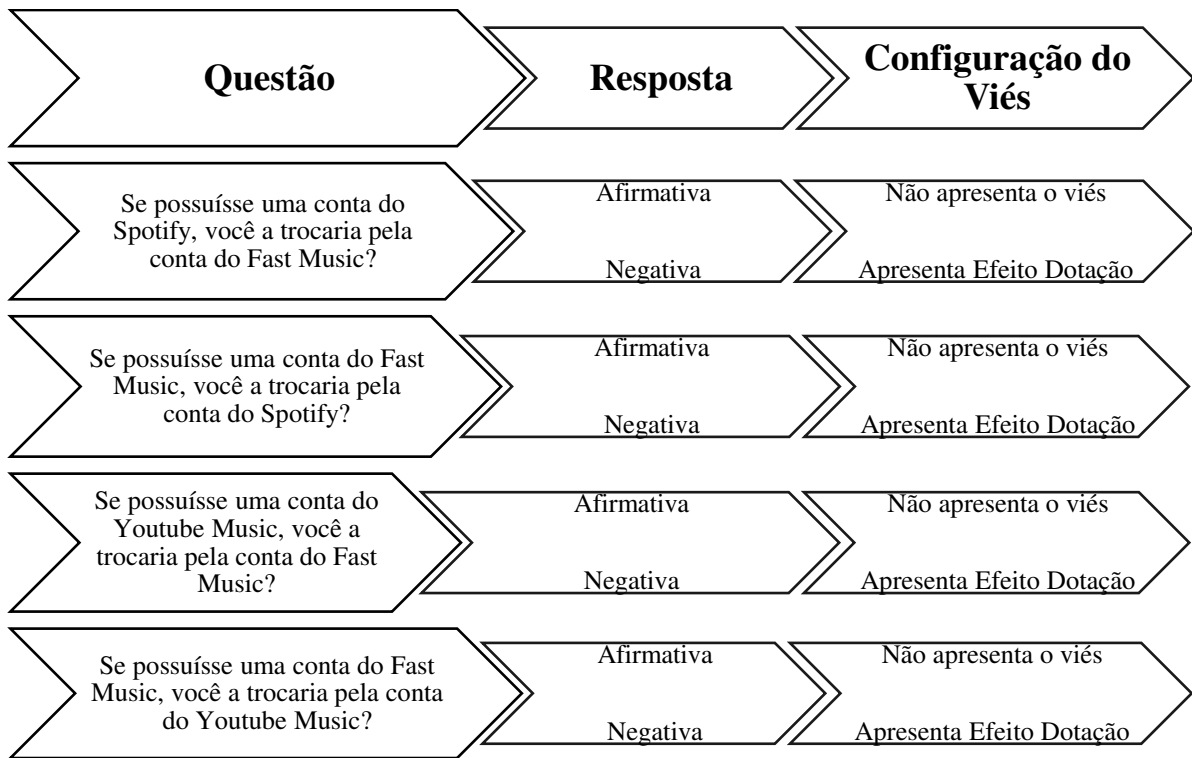 Questão
Resposta
Configuração do
Viés
Se possuísse uma conta do
Spotify, você a trocaria pela
conta do Fast Music?
Afirmativa
Negativa
Não apresenta o viés
Apresenta Efeito Dotação
Se possuísse uma conta do Fast
Music, você a trocaria pela
conta do Spotify?
Afirmativa
Negativa
Não apresenta o viés
Apresenta Efeito Dotação
Se possuísse uma conta do
Youtube Music, você a
trocaria pela conta do Fast
Music?
Afirmativa
Negativa
Não apresenta o viés
Apresenta Efeito Dotação
Se possuísse uma conta do Fast
Music, você a trocaria pela conta
do Youtube Music?
Afirmativa
Negativa
Não apresenta o viés
Apresenta Efeito Dotação